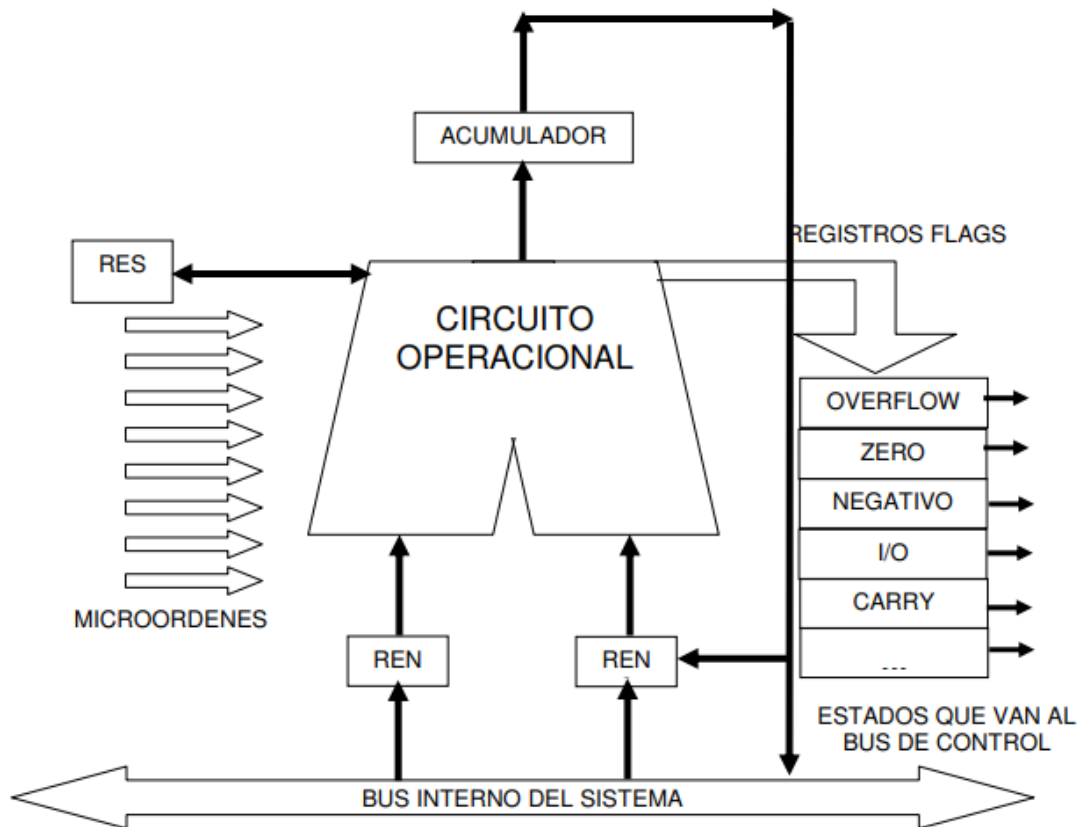 ACUMULADOR
REGISTROS FLAGS
RES
CIRCUITO
OPERACIONAL
OVERFLOW
ZERO
NEGATIVO
I/O
CARRY
---
MICROORDENES
REN
REN
ESTADOS QUE VAN AL
BUS DE CONTROL
BUS INTERNO DEL SISTEMA